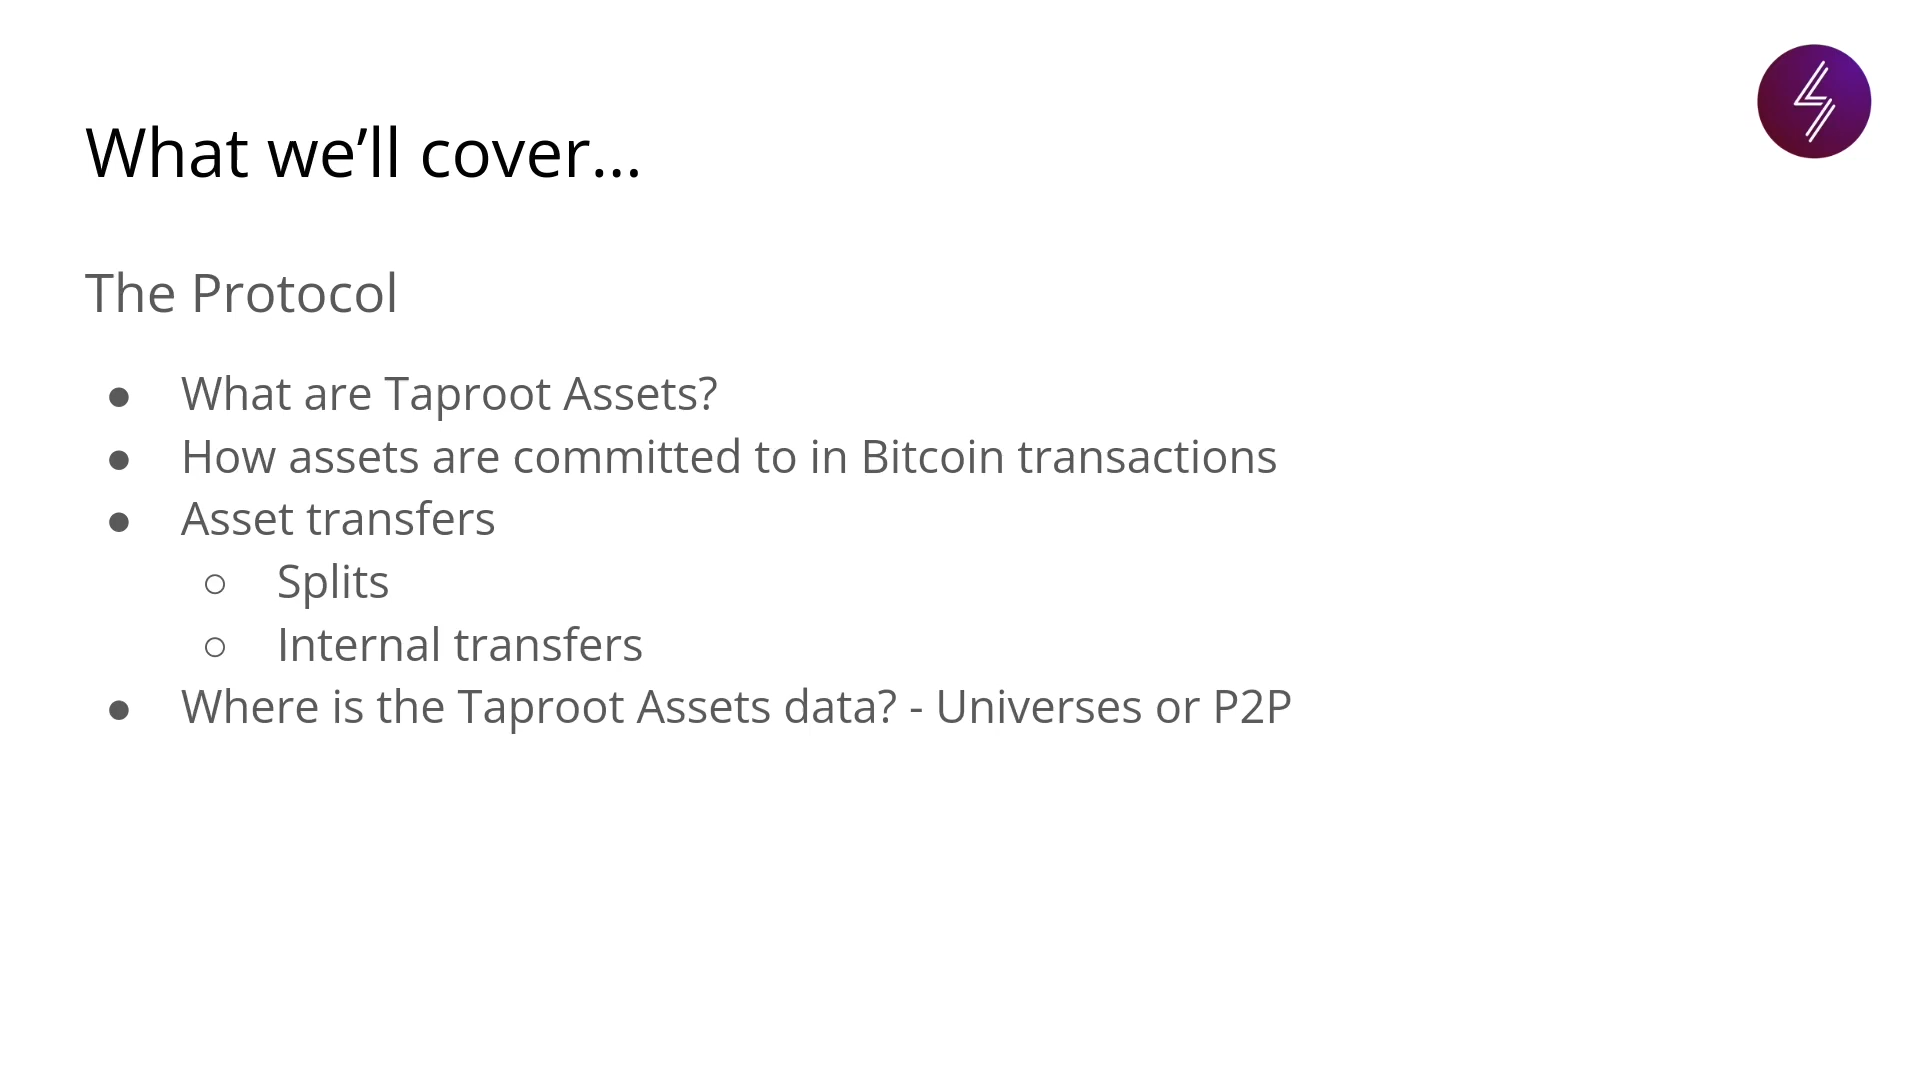 What we’ll cover…
The Protocol
● What are Taproot Assets?
● How assets are committed to in Bitcoin transactions
● Asset transfers
○ Splits
○ Internal transfers
● Where is the Taproot Assets data? - Universes or P2P